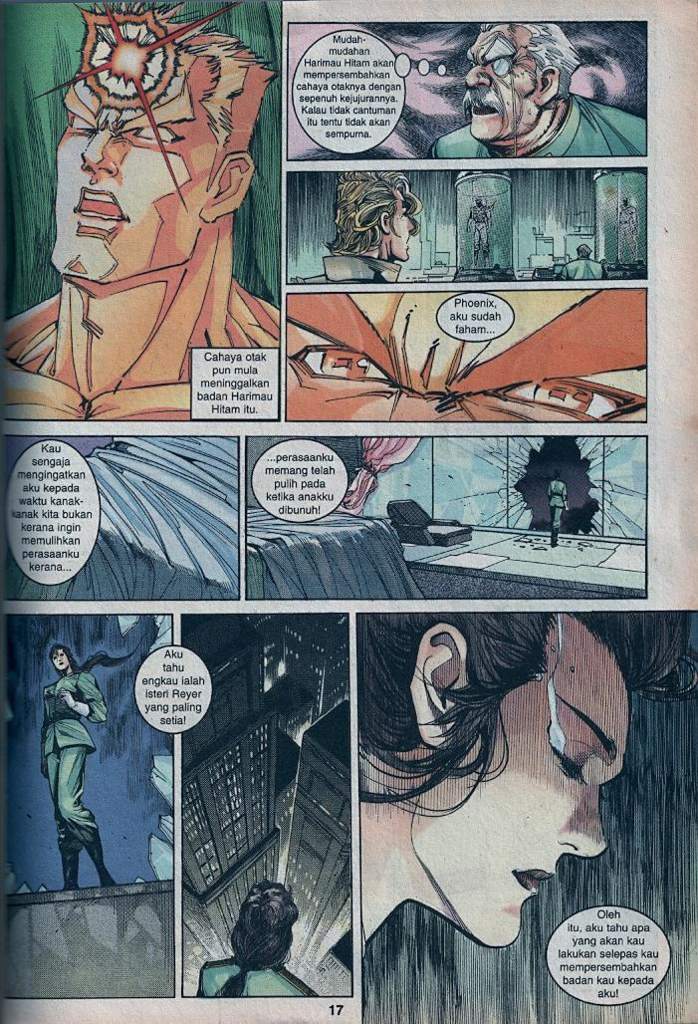 Mudah-
mudahan
Harimau Hitam akan
mempersembahkan
cahaya otaknya dengan
sepenuh kejujurannya.
Kalau tidak cantuman
itu tentu tidak akan
sempurna.
Cahaya otak
pun mula
meninggalkan
badan Harimau
Hitam itu.
Phoenix,
aku sudah
faham...
Kau
sengaja
mengingatkan
aku kepada
waktu kanak-
kanak kita bukan
kerana ingin
memulihkan
perasaanku
kerana...
...perasaanku
memang telah
pulih pada
ketika anakku
dibunuh!
Aku
tahu
engkau ialah
isteri Reyer
yang paling
setia!
Oleh
itu, aku tahu apa
yang akan kau
lakukan selepas kau
mempersembahkan
badan kau kepada
aku!
17